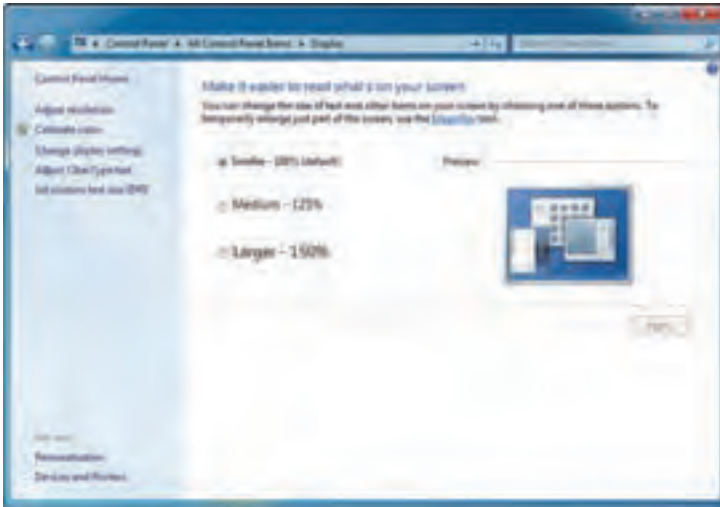 Control Panel All Control Panel Items Display
Control Panel Home
Adjust resolution
Calibrate color
Change display settings
Adjust ClearType text
Set custom text size (DPI)
Make it easier to read what's on your screen
You can change the size of text and other items on your screen by choosing one of these options. To
temporarily enlarge just part of the screen, use the Magnifier tool.
Smaller - 100% (default)
Preview
Medium - 125%
Larger - 150%
Apply
See also
Personalization
Devices and Printers